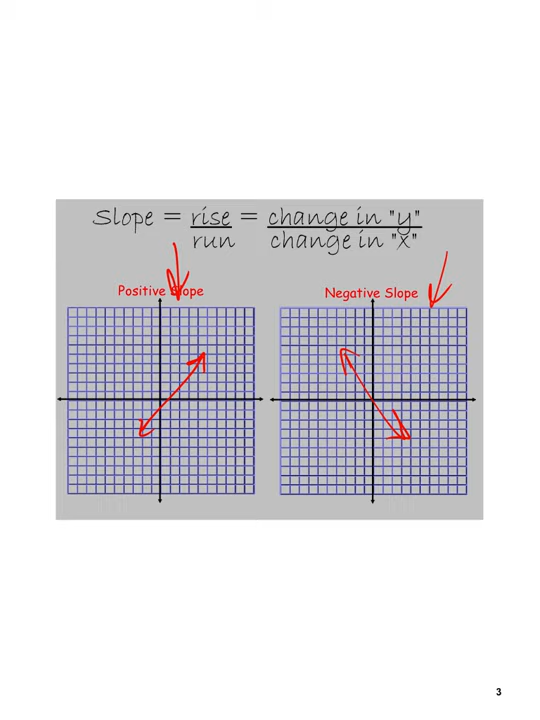 Slope = rise = change in "y"
run change in "x"
Positive Slope
Negative Slope
3